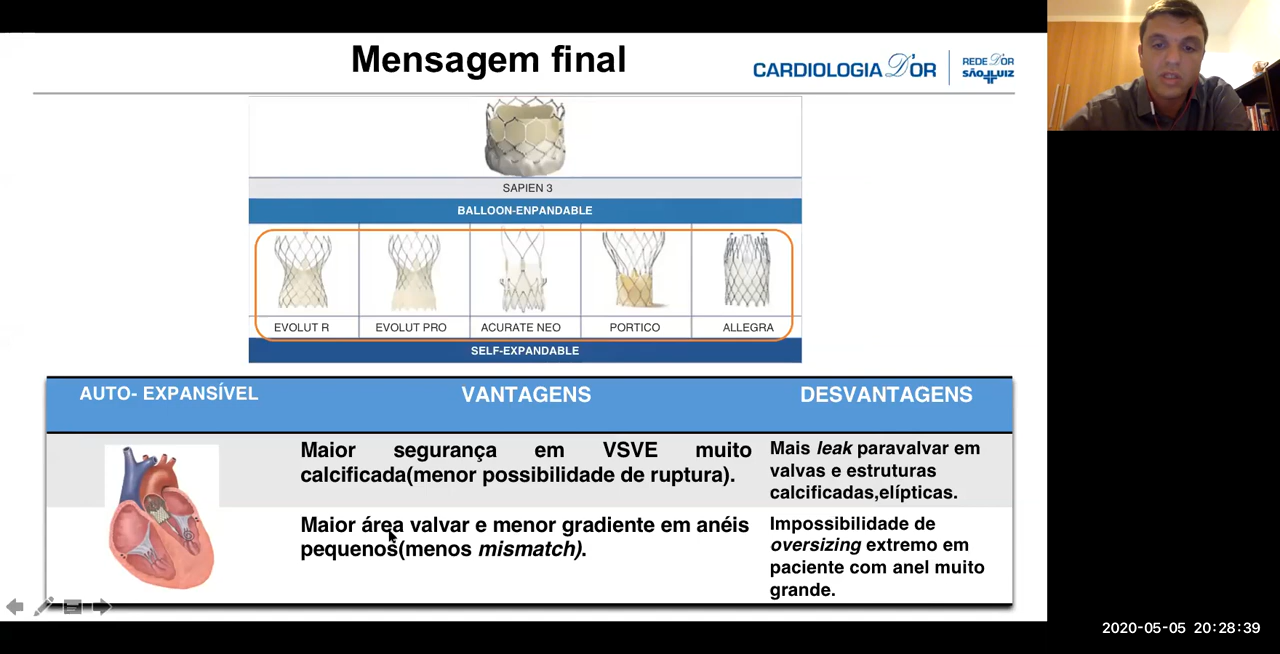 Mensagem final
CARDIOLOGIA D'OR
REDE D'OR
SÃO LUIZ
SAPIEN 3
BALLOON-ENPANDABLE
EVOLUT R
EVOLUT PRO
ACURATE NEO
PORTICO
ALLEGRA
SELF-EXPANDABLE
AUTO- EXPANSÍVEL
VANTAGENS
DESVANTAGENS
Maior segurança em VSVE muito
calcificada(menor possibilidade de ruptura).
Mais leak paravalvar em
valvas e estruturas
calcificadas,elípticas.
Maior área valvar e menor gradiente em anéis
pequenos(menos mismatch).
Impossibilidade de
oversizing extremo em
paciente com anel muito
grande.
2020-05-05 20:28:39